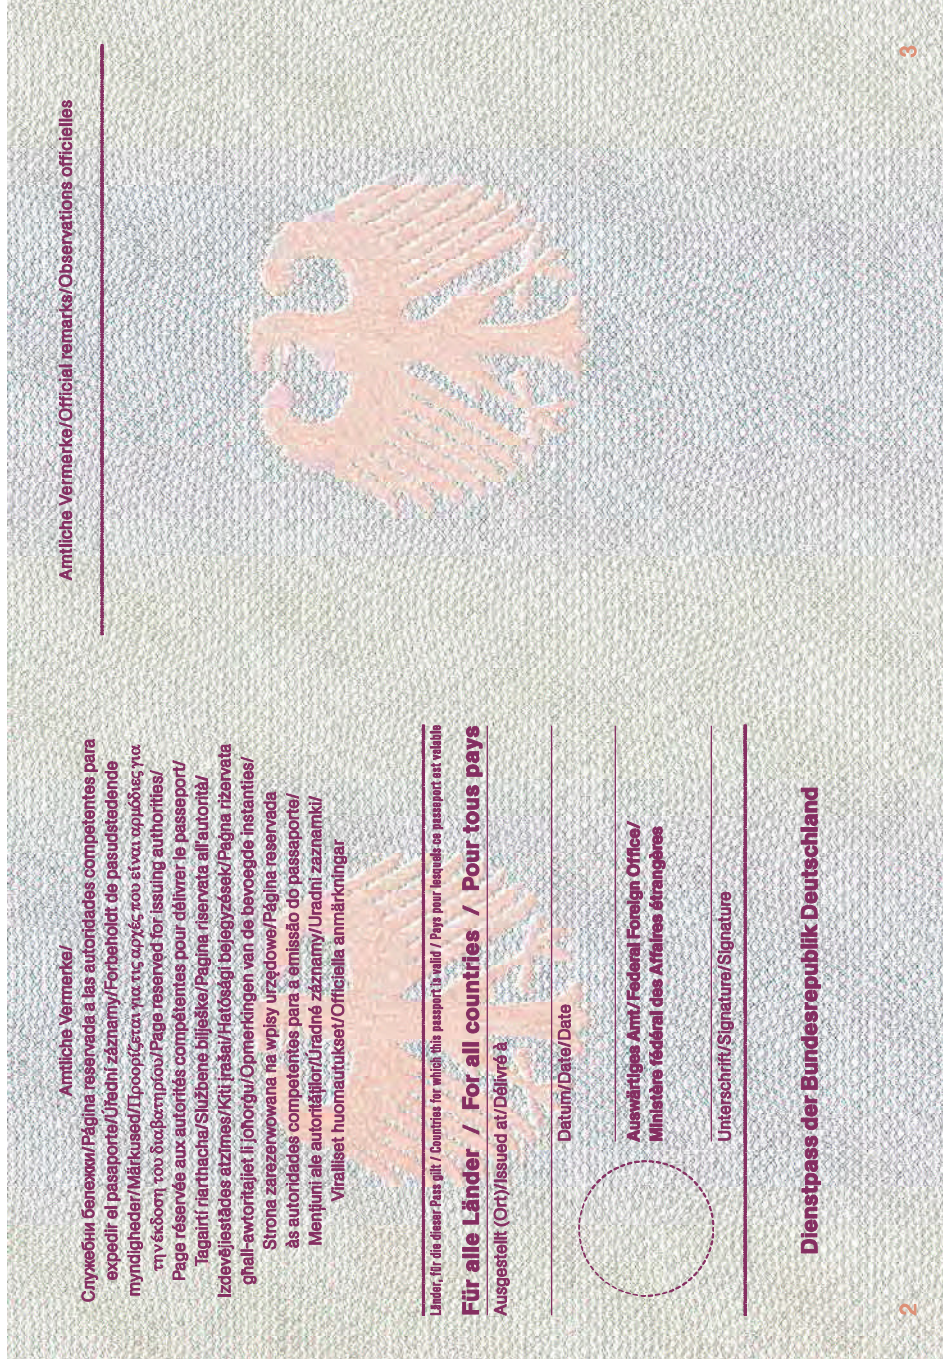 Amtliche Vermerke/
Служебни бележки/Página reservada a las autoridades competentes para
expedir el pasaporte/Úřední záznamy/Forbeholdt de pasudstedende
myndigheder/Märkused/Προορίζεται για τις αρχές που είναι αρμόδιες για
την έκδοση του διαβατηρίου/Page reserved for issuing authorities/
Page réservée aux autorités compétentes pour délivrer le passeport/
Tagairtí riarthacha/Službene bilješke/Pagina riservata all'autorità/
Izdevējiestādes atzīmes/Kiti įrašai/Hatósági bejegyzések/Paġna riżervata
għall-awtoritajiet li joħorġu/Opmerkingen van de bevoegde instanties/
Strona zarezerwowana na wpisy urzędowe/Página reservada
às autoridades competentes para a emissão do passaporte/
Mențiuni ale autorităților/Úradné záznamy/Uradni zaznamki/
Viralliset huomautukset/Officiella anmärkningar
Länder, für die dieser Pass gilt / Countries for which this passport is valid / Pays pour lesquels ce passeport est valable
Für alle Länder / For all countries / Pour tous pays
Ausgestellt (Ort)/Issued at/Délivré à
Datum/Date/Date
Auswärtiges Amt/Federal Foreign Office/
Ministère fédéral des Affaires étrangères
Unterschrift/Signature/Signature
Dienstpass der Bundesrepublik Deutschland
2
Amtliche Vermerke/Official remarks/Observations officielles
3